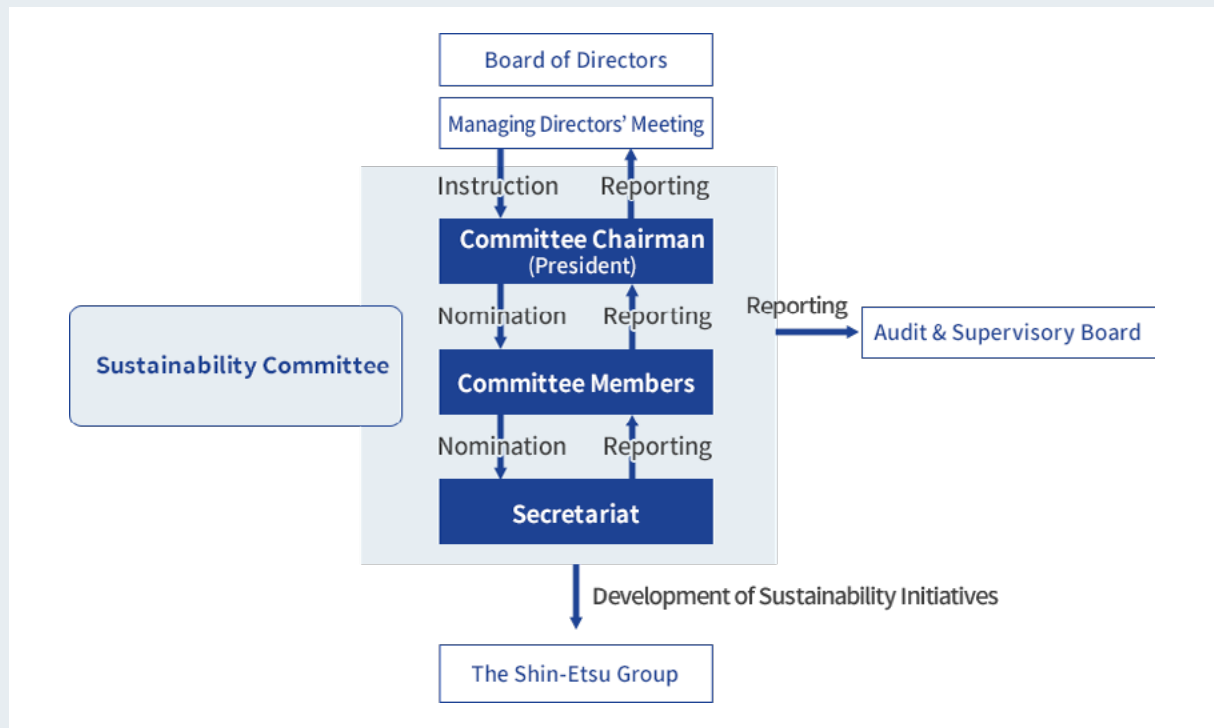 Board of Directors
Managing Directors’ Meeting
Instruction
Reporting
Committee Chairman
(President)
Nomination
Reporting
Reporting
Audit & Supervisory Board
Sustainability Committee
Committee Members
Nomination
Reporting
Secretariat
Development of Sustainability Initiatives
The Shin-Etsu Group